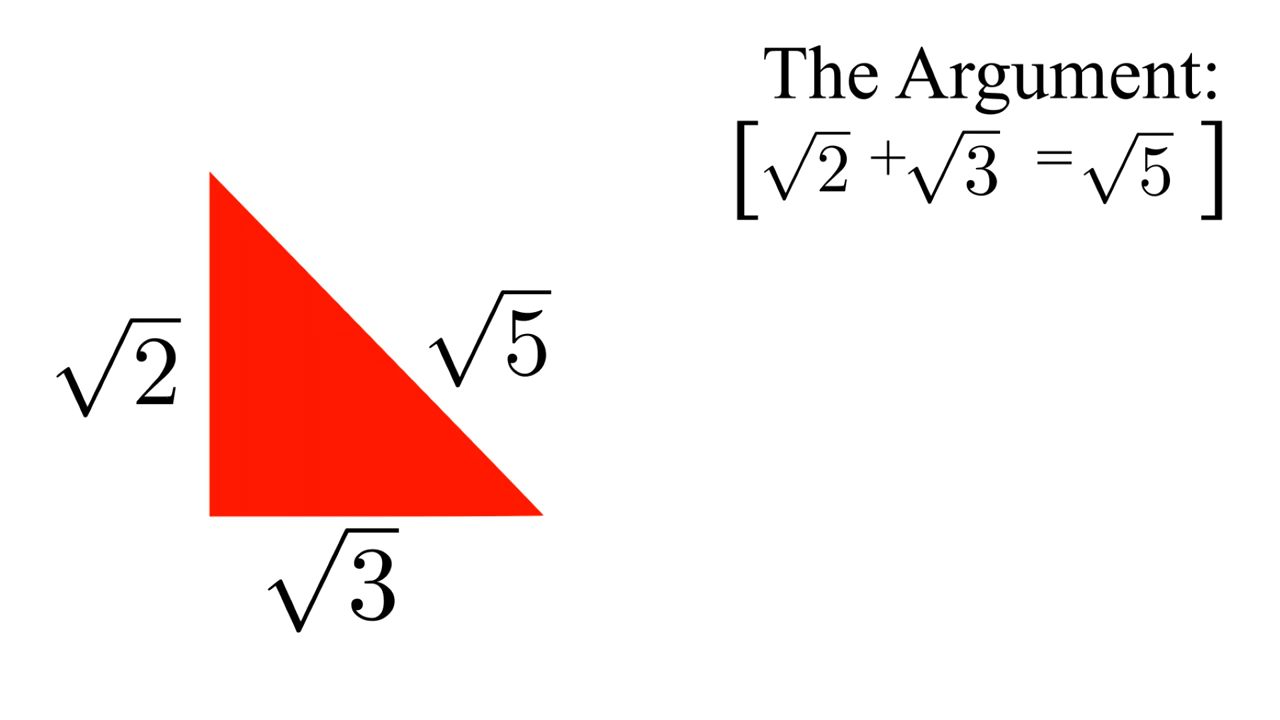 The Argument:
[√2 + √3 = √5]
√5
√2
√3